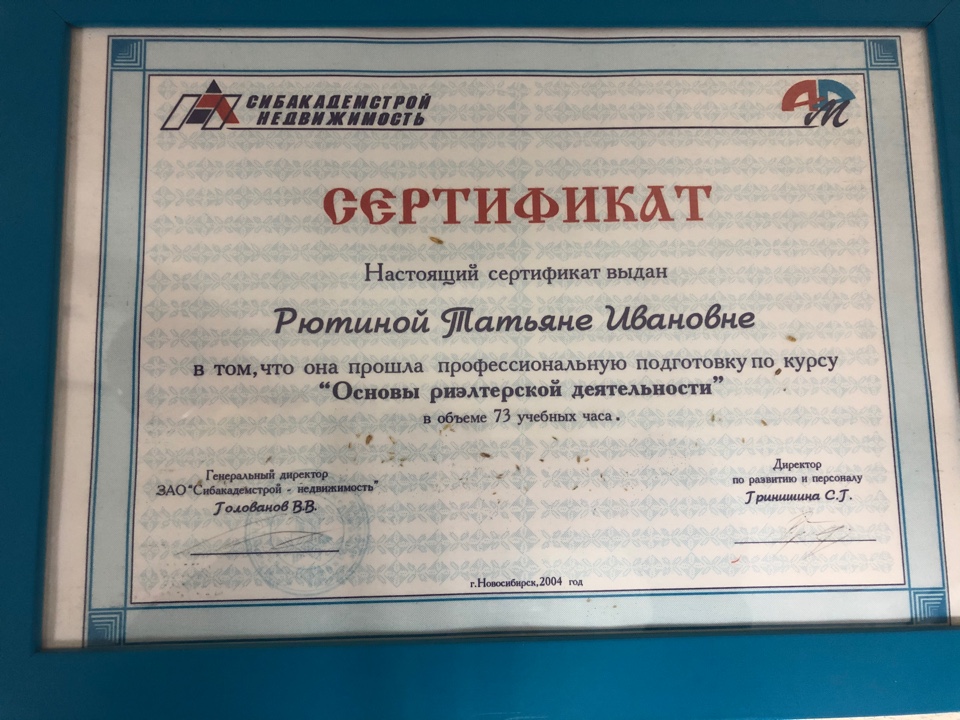 СИБАКАДЕМСТРОЙ
НЕДВИЖИМОСТЬ
АРТ
СЕРТИФИКАТ
Настоящий сертификат выдан
Рютиной Татьяне Ивановне
в том, что она прошла профессиональную подготовку по курсу
“Основы риэлтерской деятельности”
в объеме 73 учебных часа.
Генеральный директор
ЗАО “Сибакадемстрой - недвижимость”
Голованов В.В.
Директор
по развитию и персоналу
Гринишина С.Г.
г.Новосибирск,2004 год